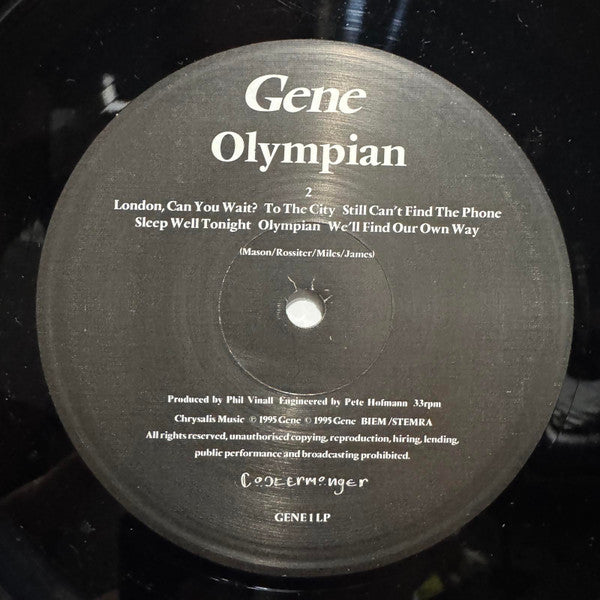 Gene
Olympian
2
London, Can You Wait? To The City Still Can't Find The Phone
Sleep Well Tonight Olympian We'll Find Our Own Way
(Mason/Rossiter/Miles/James)
Produced by Phil Vinall Engineered by Pete Hofmann 33rpm
Chrysalis Music ℗ 1995 Gene © 1995 Gene BIEM/STEMRA
All rights reserved, unauthorised copying, reproduction, hiring, lending,
public performance and broadcasting prohibited.
Costermonger
GENE 1 LP